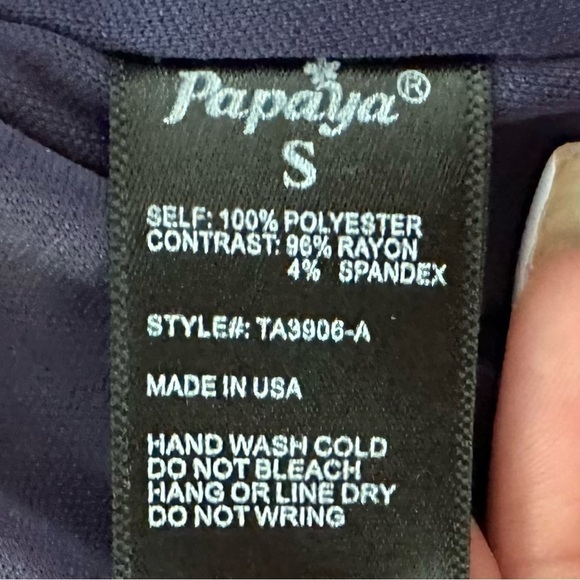 Papaya®
S
SELF: 100% POLYESTER
CONTRAST: 96% RAYON
4% SPANDEX
STYLE#: TA3906-A
MADE IN USA
HAND WASH COLD
DO NOT BLEACH
HANG OR LINE DRY
DO NOT WRING